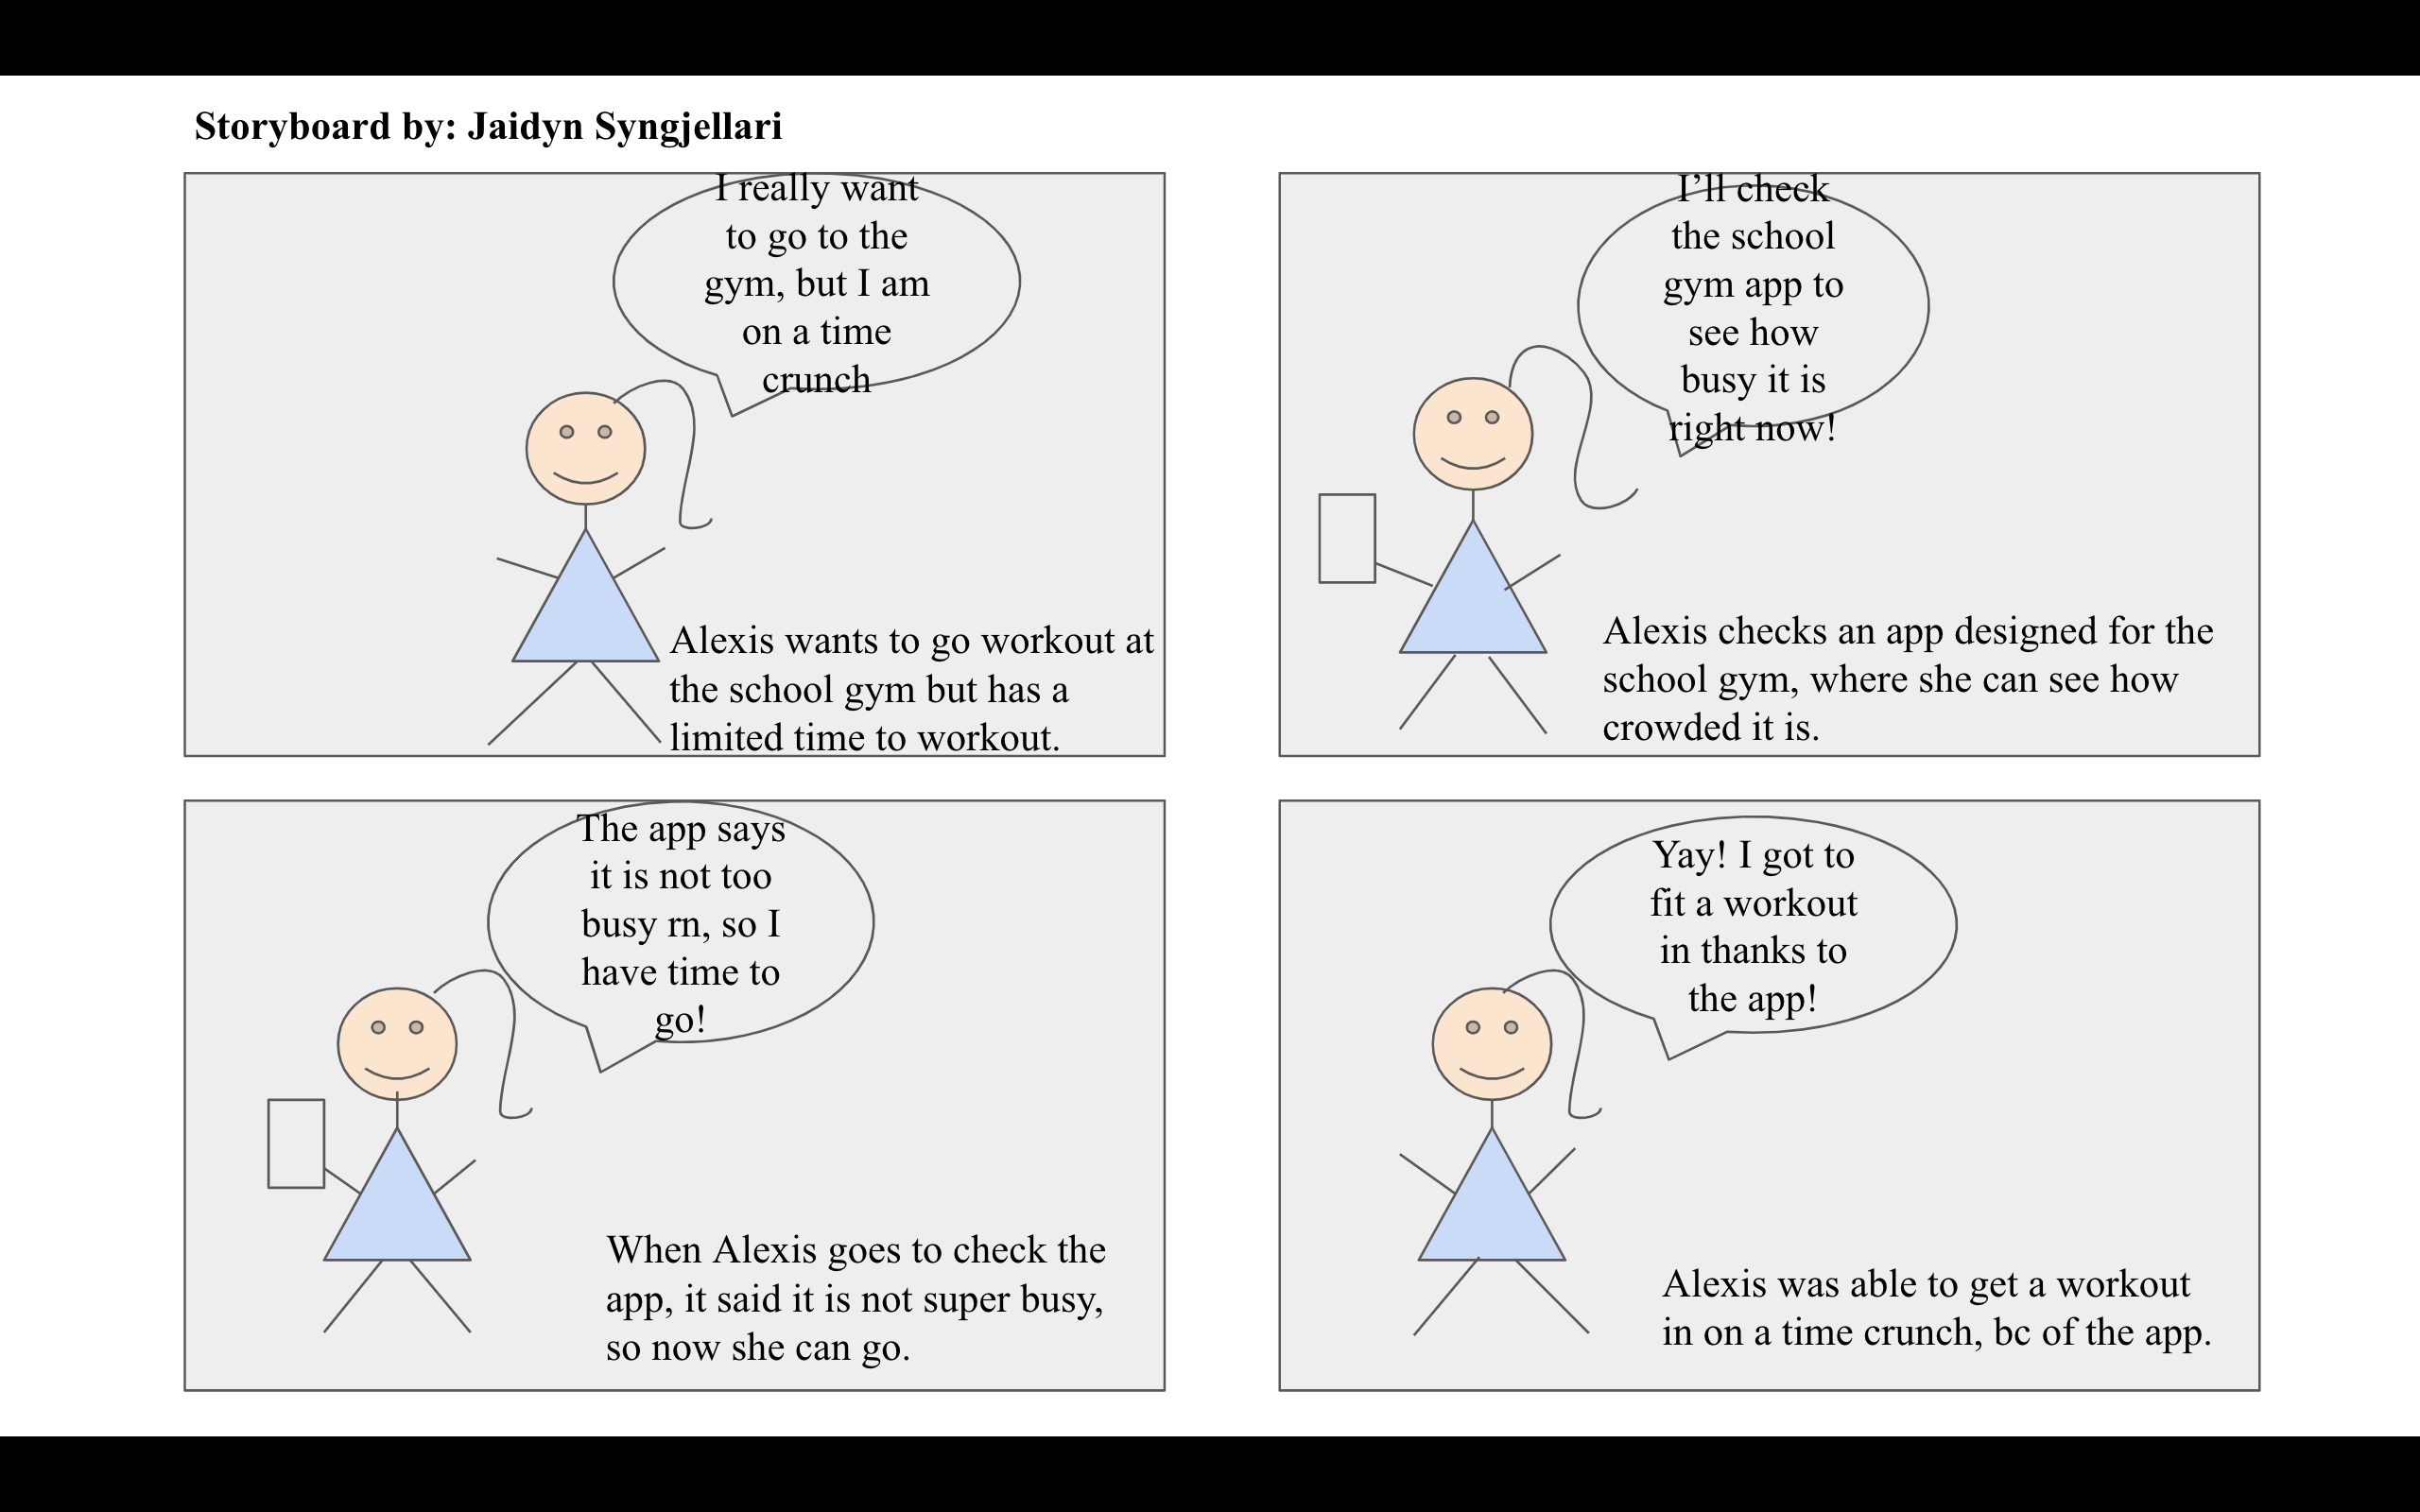 Storyboard by: Jaidyn Syngjellari
I really want
to go to the
gym, but I am
on a time
crunch
Alexis wants to go workout at
the school gym but has a
limited time to workout.
I’ll check
the school
gym app to
see how
busy it is
right now!
Alexis checks an app designed for the
school gym, where she can see how
crowded it is.
The app says
it is not too
busy rn, so I
have time to
go!
When Alexis goes to check the
app, it said it is not super busy,
so now she can go.
Yay! I got to
fit a workout
in thanks to
the app!
Alexis was able to get a workout
in on a time crunch, bc of the app.